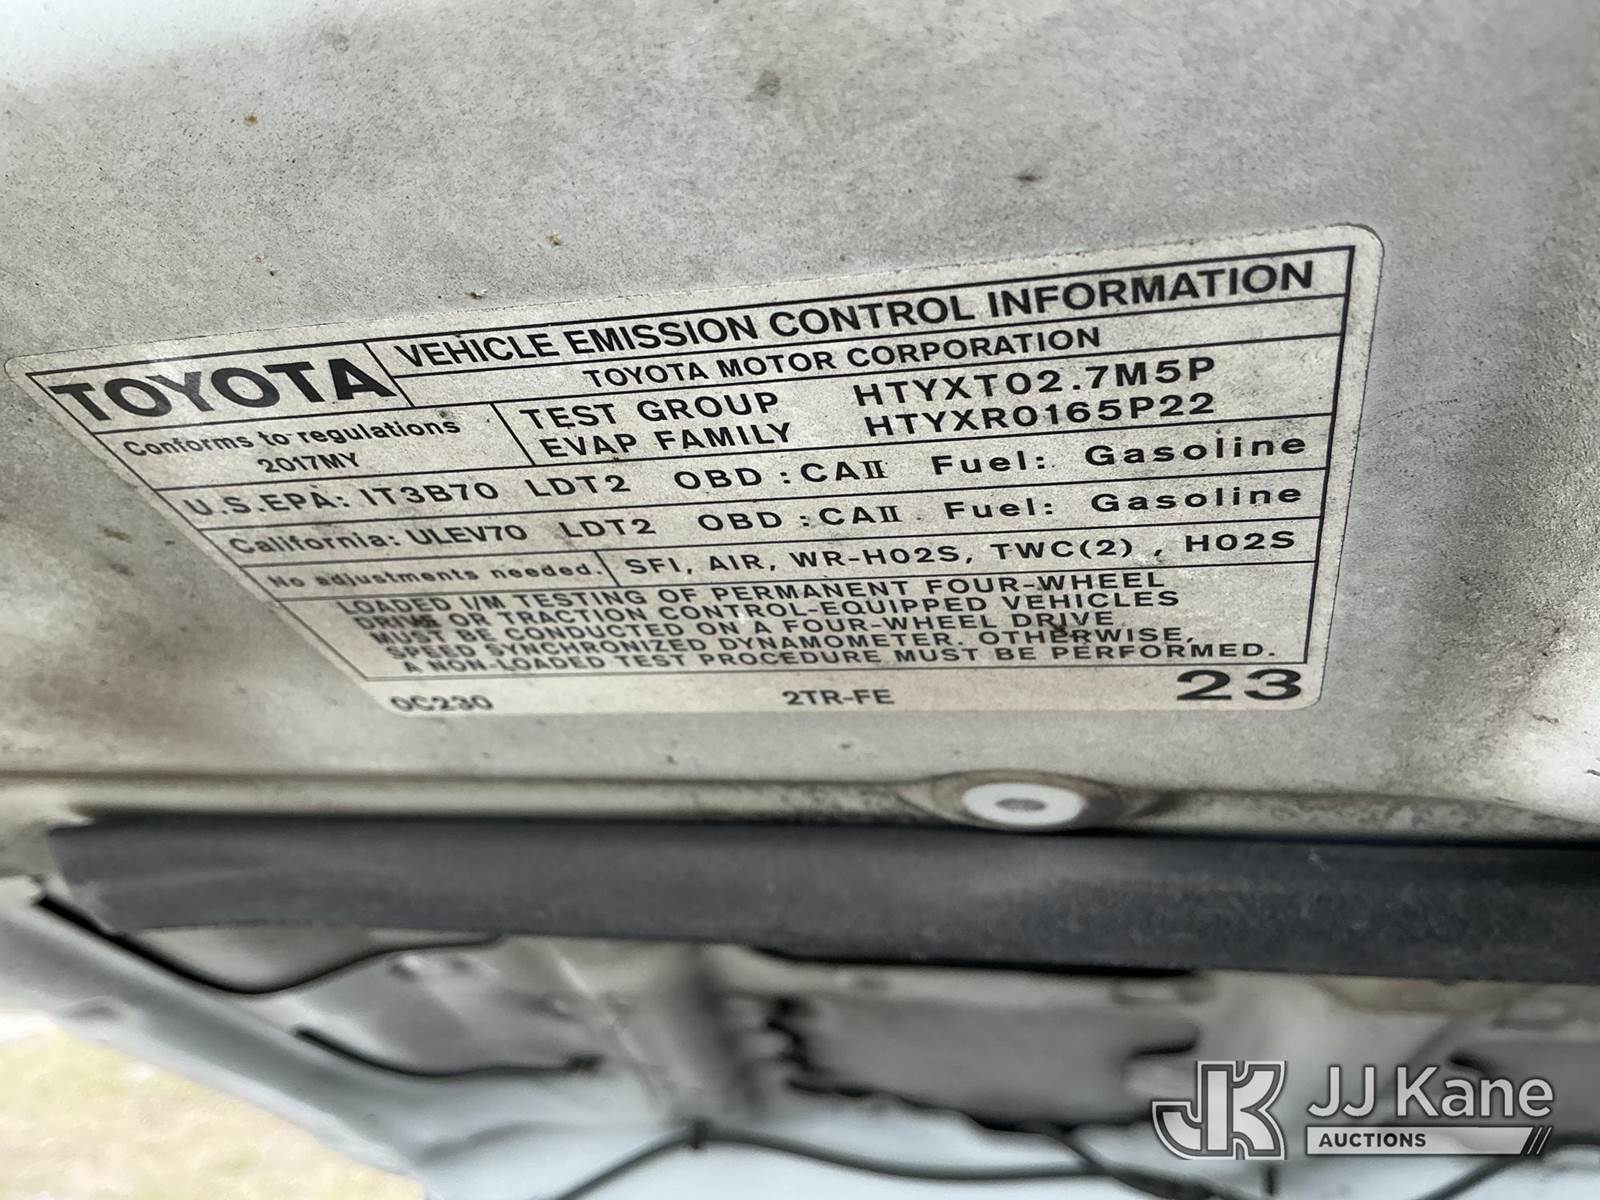 TOYOTA
VEHICLE EMISSION CONTROL INFORMATION
TOYOTA MOTOR CORPORATION
Conforms to regulations
2017MY
TEST GROUP HTYXT02.7M5P
EVAP FAMILY HTYXR0165P22
U.S.EPA: IT3B70 LDT2 OBD : CAII Fuel: Gasoline
California: ULEV70 LDT2 OBD : CAII Fuel: Gasoline
No adjustments needed. SFI, AIR, WR-HO2S, TWC(2) , HO2S
LOADED I/M TESTING OF PERMANENT FOUR-WHEEL
DRIVE OR TRACTION CONTROL-EQUIPPED VEHICLES
MUST BE CONDUCTED ON A FOUR-WHEEL DRIVE
SPEED SYNCHRONIZED DYNAMOMETER. OTHERWISE,
A NON-LOADED TEST PROCEDURE MUST BE PERFORMED.
0C230 2TR-FE 23
JK JJ Kane
AUCTIONS